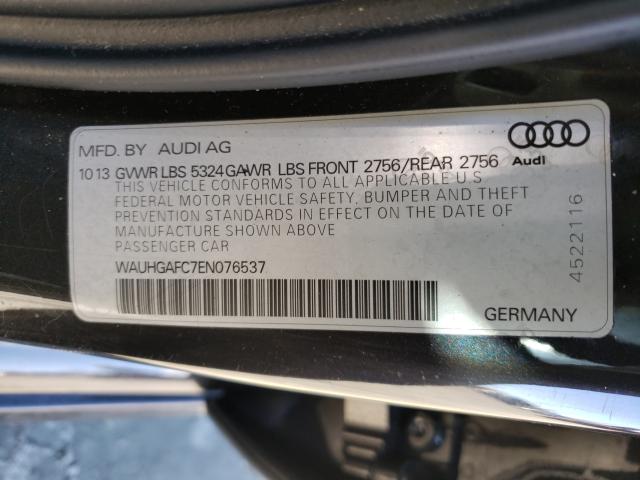 MFD. BY AUDI AG
10 13 GVWR LBS 5324 GAWR LBS FRONT 2756/REAR 2756
Audi
THIS VEHICLE CONFORMS TO ALL APPLICABLE U S
FEDERAL MOTOR VEHICLE SAFETY, BUMPER AND THEFT
PREVENTION STANDARDS IN EFFECT ON THE DATE OF
MANUFACTURE SHOWN ABOVE
PASSENGER CAR
WAUHGAFC7EN076537
GERMANY
4522116